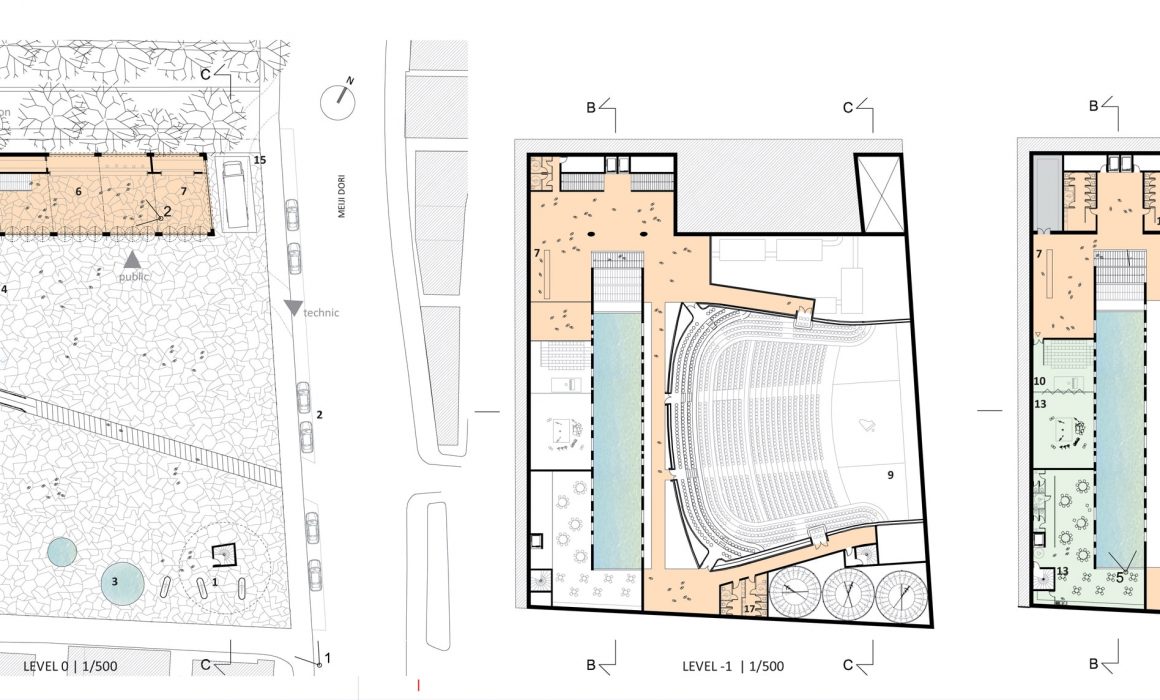 C
N
on
15
6
7
2
MEIJI DORI
public
4
technic
2
3
1
LEVEL 0 | 1/500
C
1
B
C
7
9
17
B
LEVEL -1 | 1/500
C
B
7
10
13
13
5
B